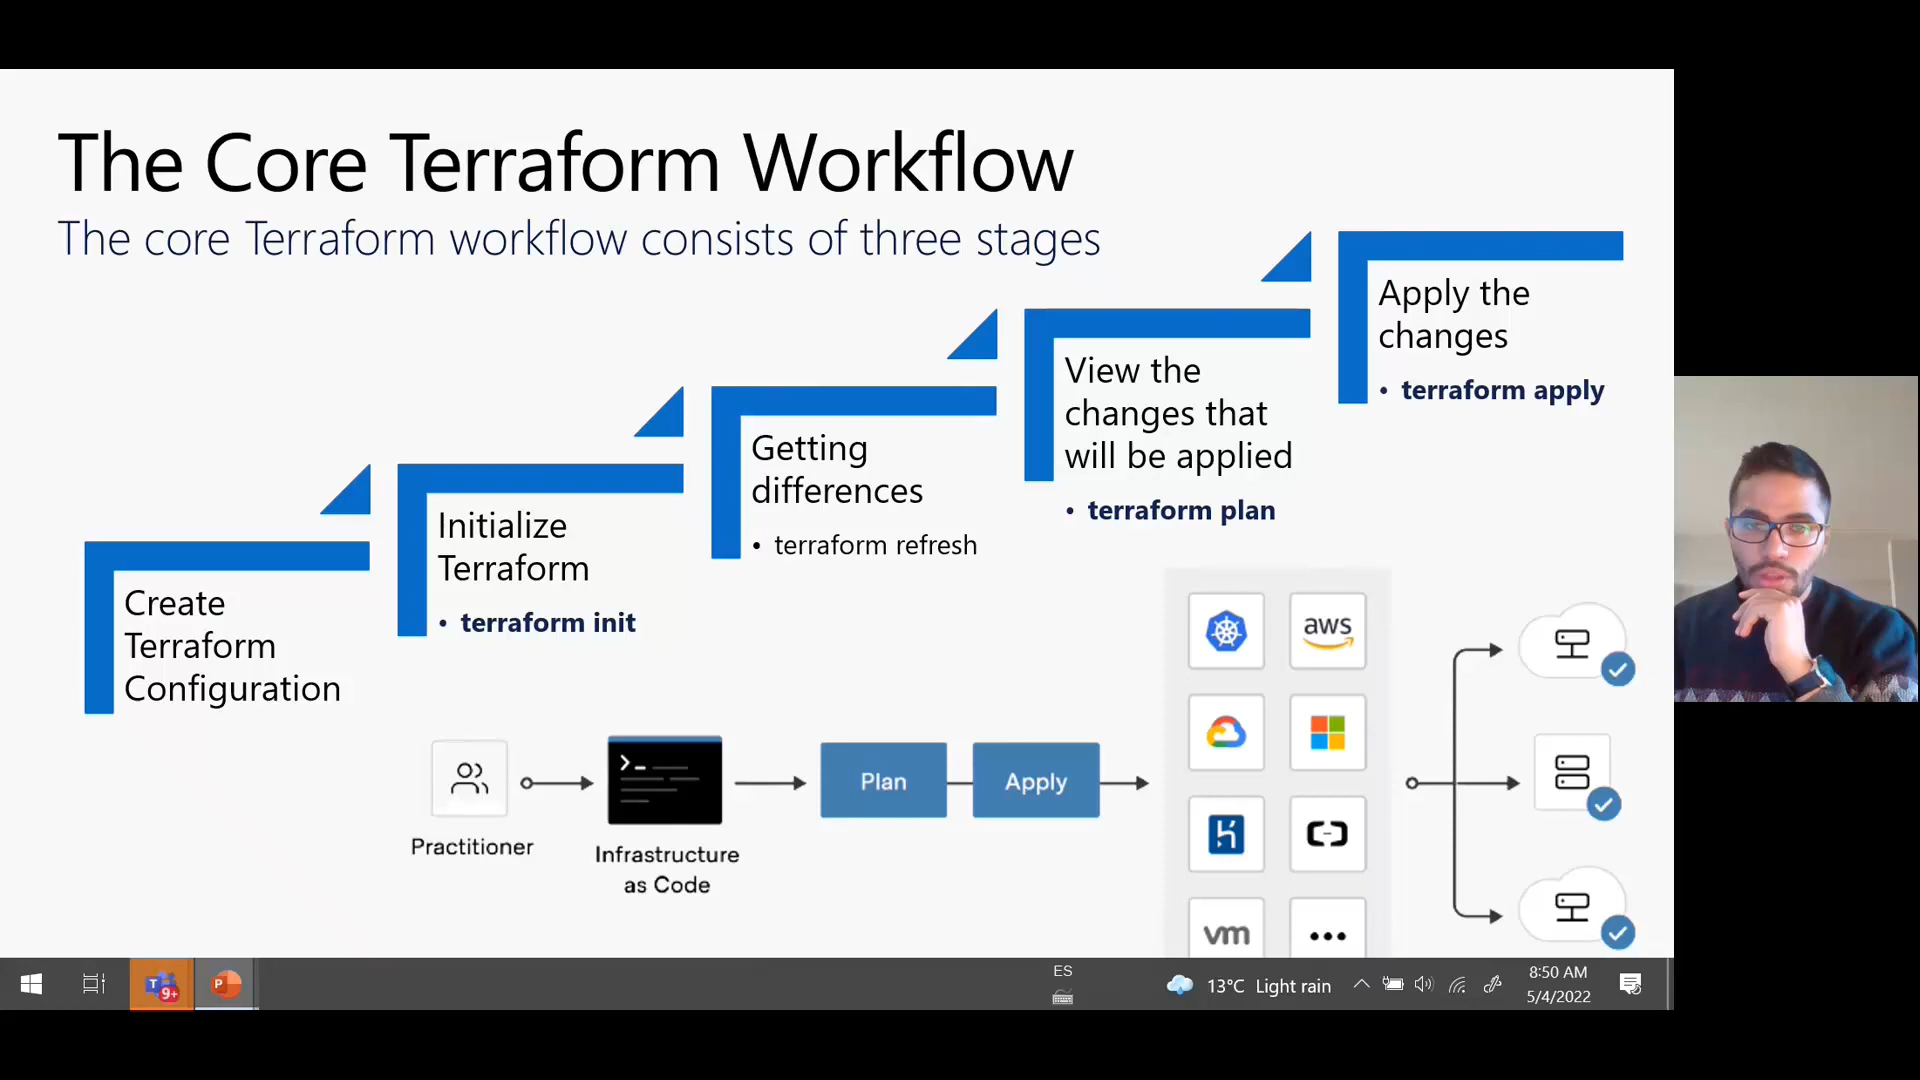 The Core Terraform Workflow
The core Terraform workflow consists of three stages
Create
Terraform
Configuration
Initialize
Terraform
• terraform init
Getting
differences
• terraform refresh
View the
changes that
will be applied
• terraform plan
Apply the
changes
• terraform apply
Practitioner
Infrastructure
as Code
Plan
Apply
aws
vm
T
9+
P
ES
13°C Light rain
8:50 AM
5/4/2022